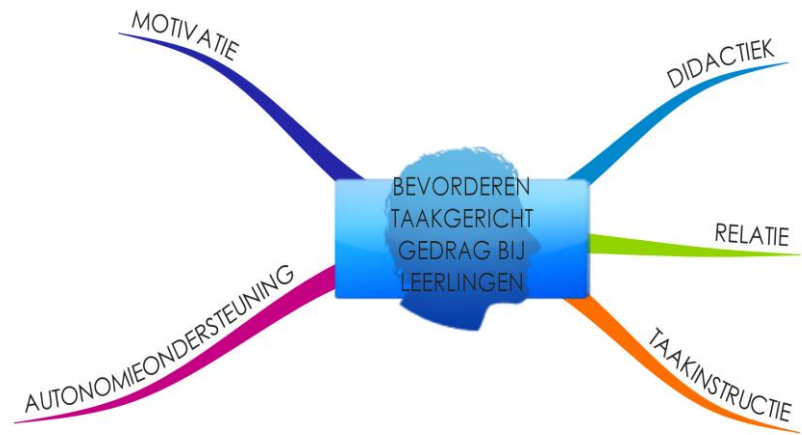 MOTIVATIE
DIDACTIEK
BEVORDEREN
TAAKGERICHT
GEDRAG BIJ
LEERLINGEN
RELATIE
AUTONOMIEONDERSTEUNING
TAAKINSTRUCTIE